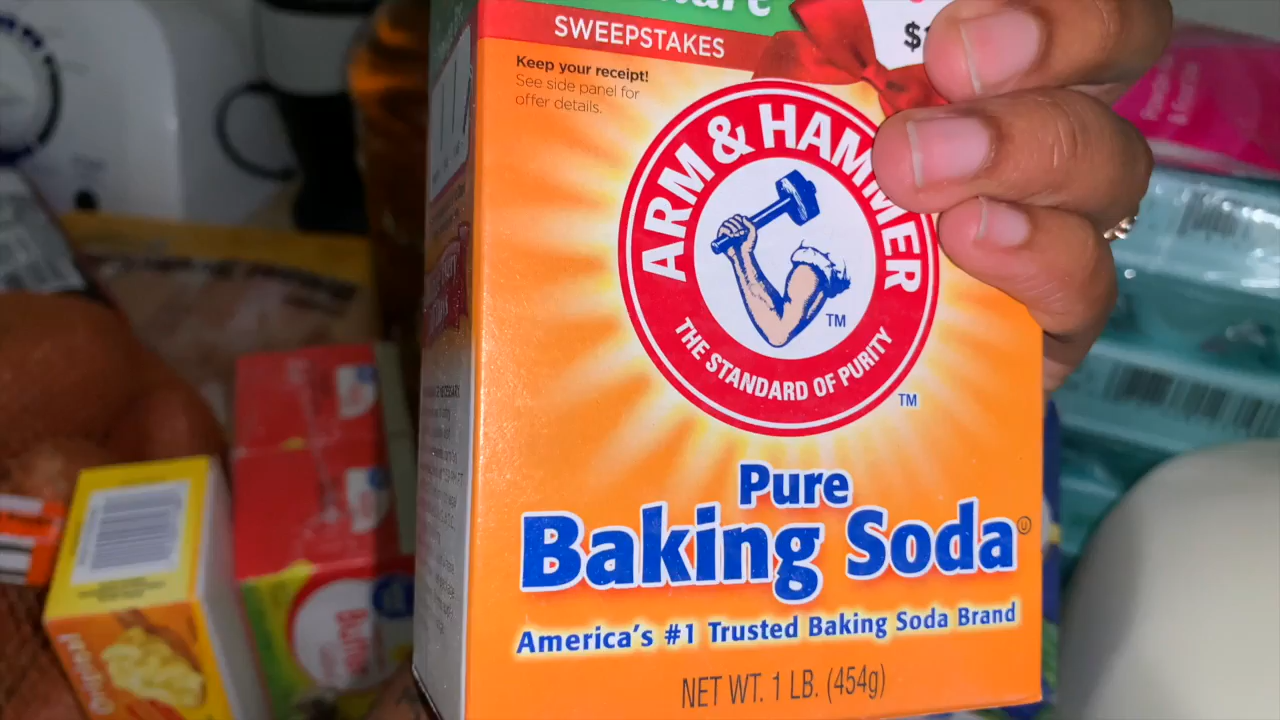 SWEEPSTAKES
Keep your receipt!
See side panel for
offer details.
$
ARM & HAMMER
THE STANDARD OF PURITY
TM
TM
Pure
Baking Soda
America's #1 Trusted Baking Soda Brand
NET WT. 1 LB. (454g)